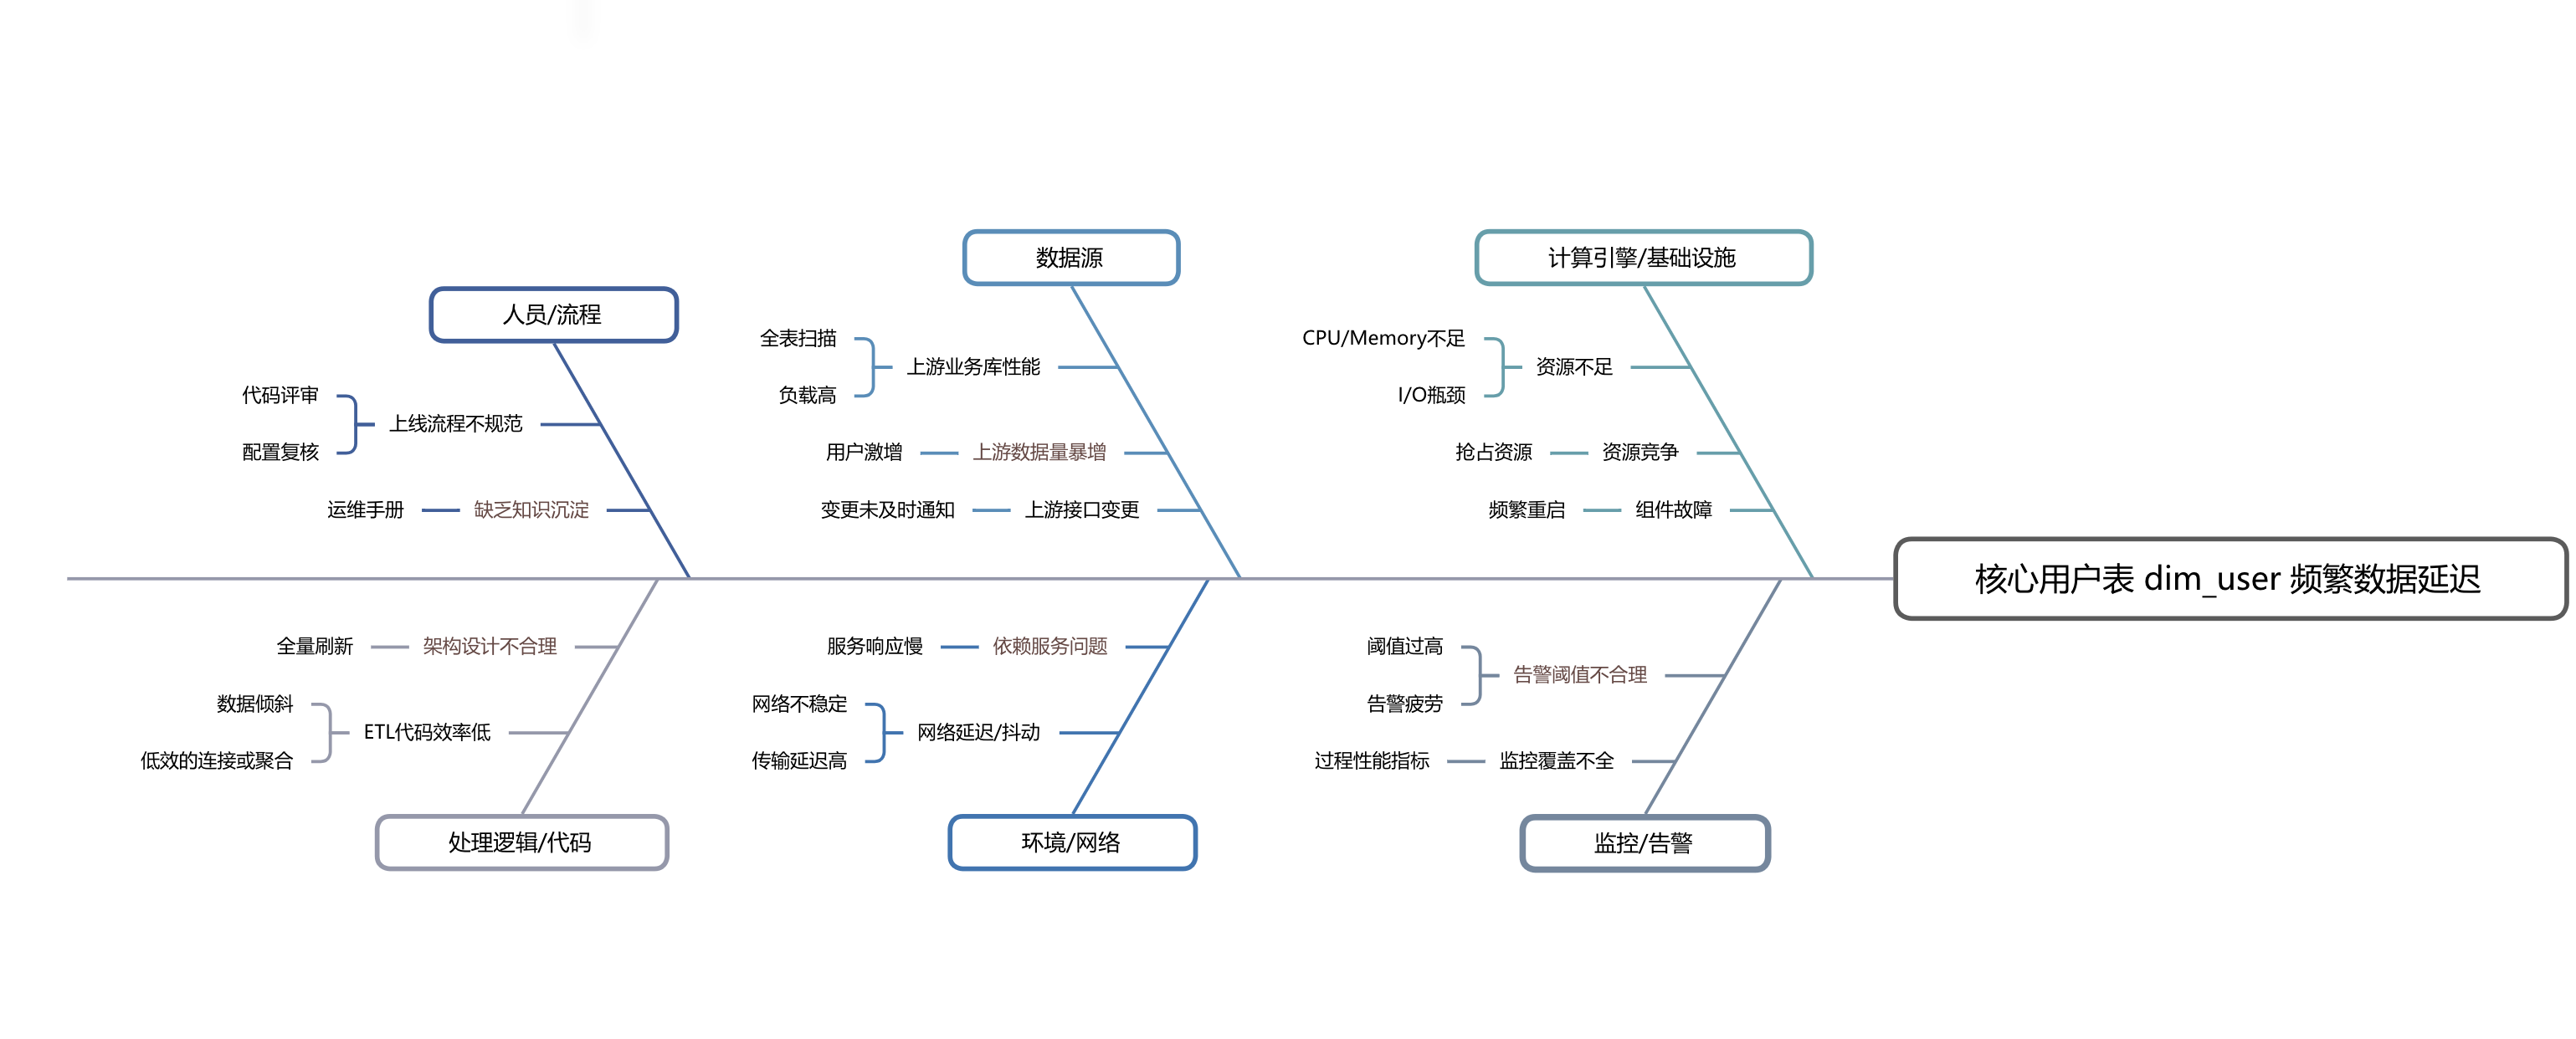 人员/流程
代码评审
配置复核
上线流程不规范
运维手册
缺乏知识沉淀
数据源
全表扫描
负载高
上游业务库性能
用户激增
上游数据量暴增
变更未及时通知
上游接口变更
计算引擎/基础设施
CPU/Memory不足
I/O瓶颈
资源不足
抢占资源
资源竞争
频繁重启
组件故障
核心用户表 dim_user 频繁数据延迟
全量刷新
架构设计不合理
数据倾斜
低效的连接或聚合
ETL代码效率低
处理逻辑/代码
服务响应慢
依赖服务问题
网络不稳定
传输延迟高
网络延迟/抖动
环境/网络
阈值过高
告警疲劳
告警阈值不合理
过程性能指标
监控覆盖不全
监控/告警